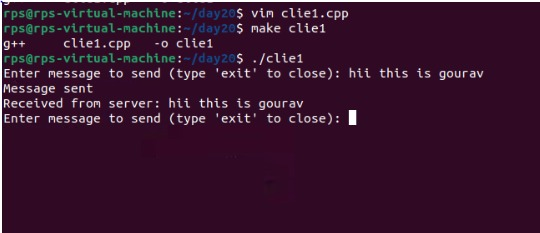 rps@rps-virtual-machine:~/day20$ vim clie1.cpp
rps@rps-virtual-machine:~/day20$ make clie1
g++     clie1.cpp   -o clie1
rps@rps-virtual-machine:~/day20$ ./clie1
Enter message to send (type 'exit' to close): hii this is gourav
Message sent
Received from server: hii this is gourav
Enter message to send (type 'exit' to close):